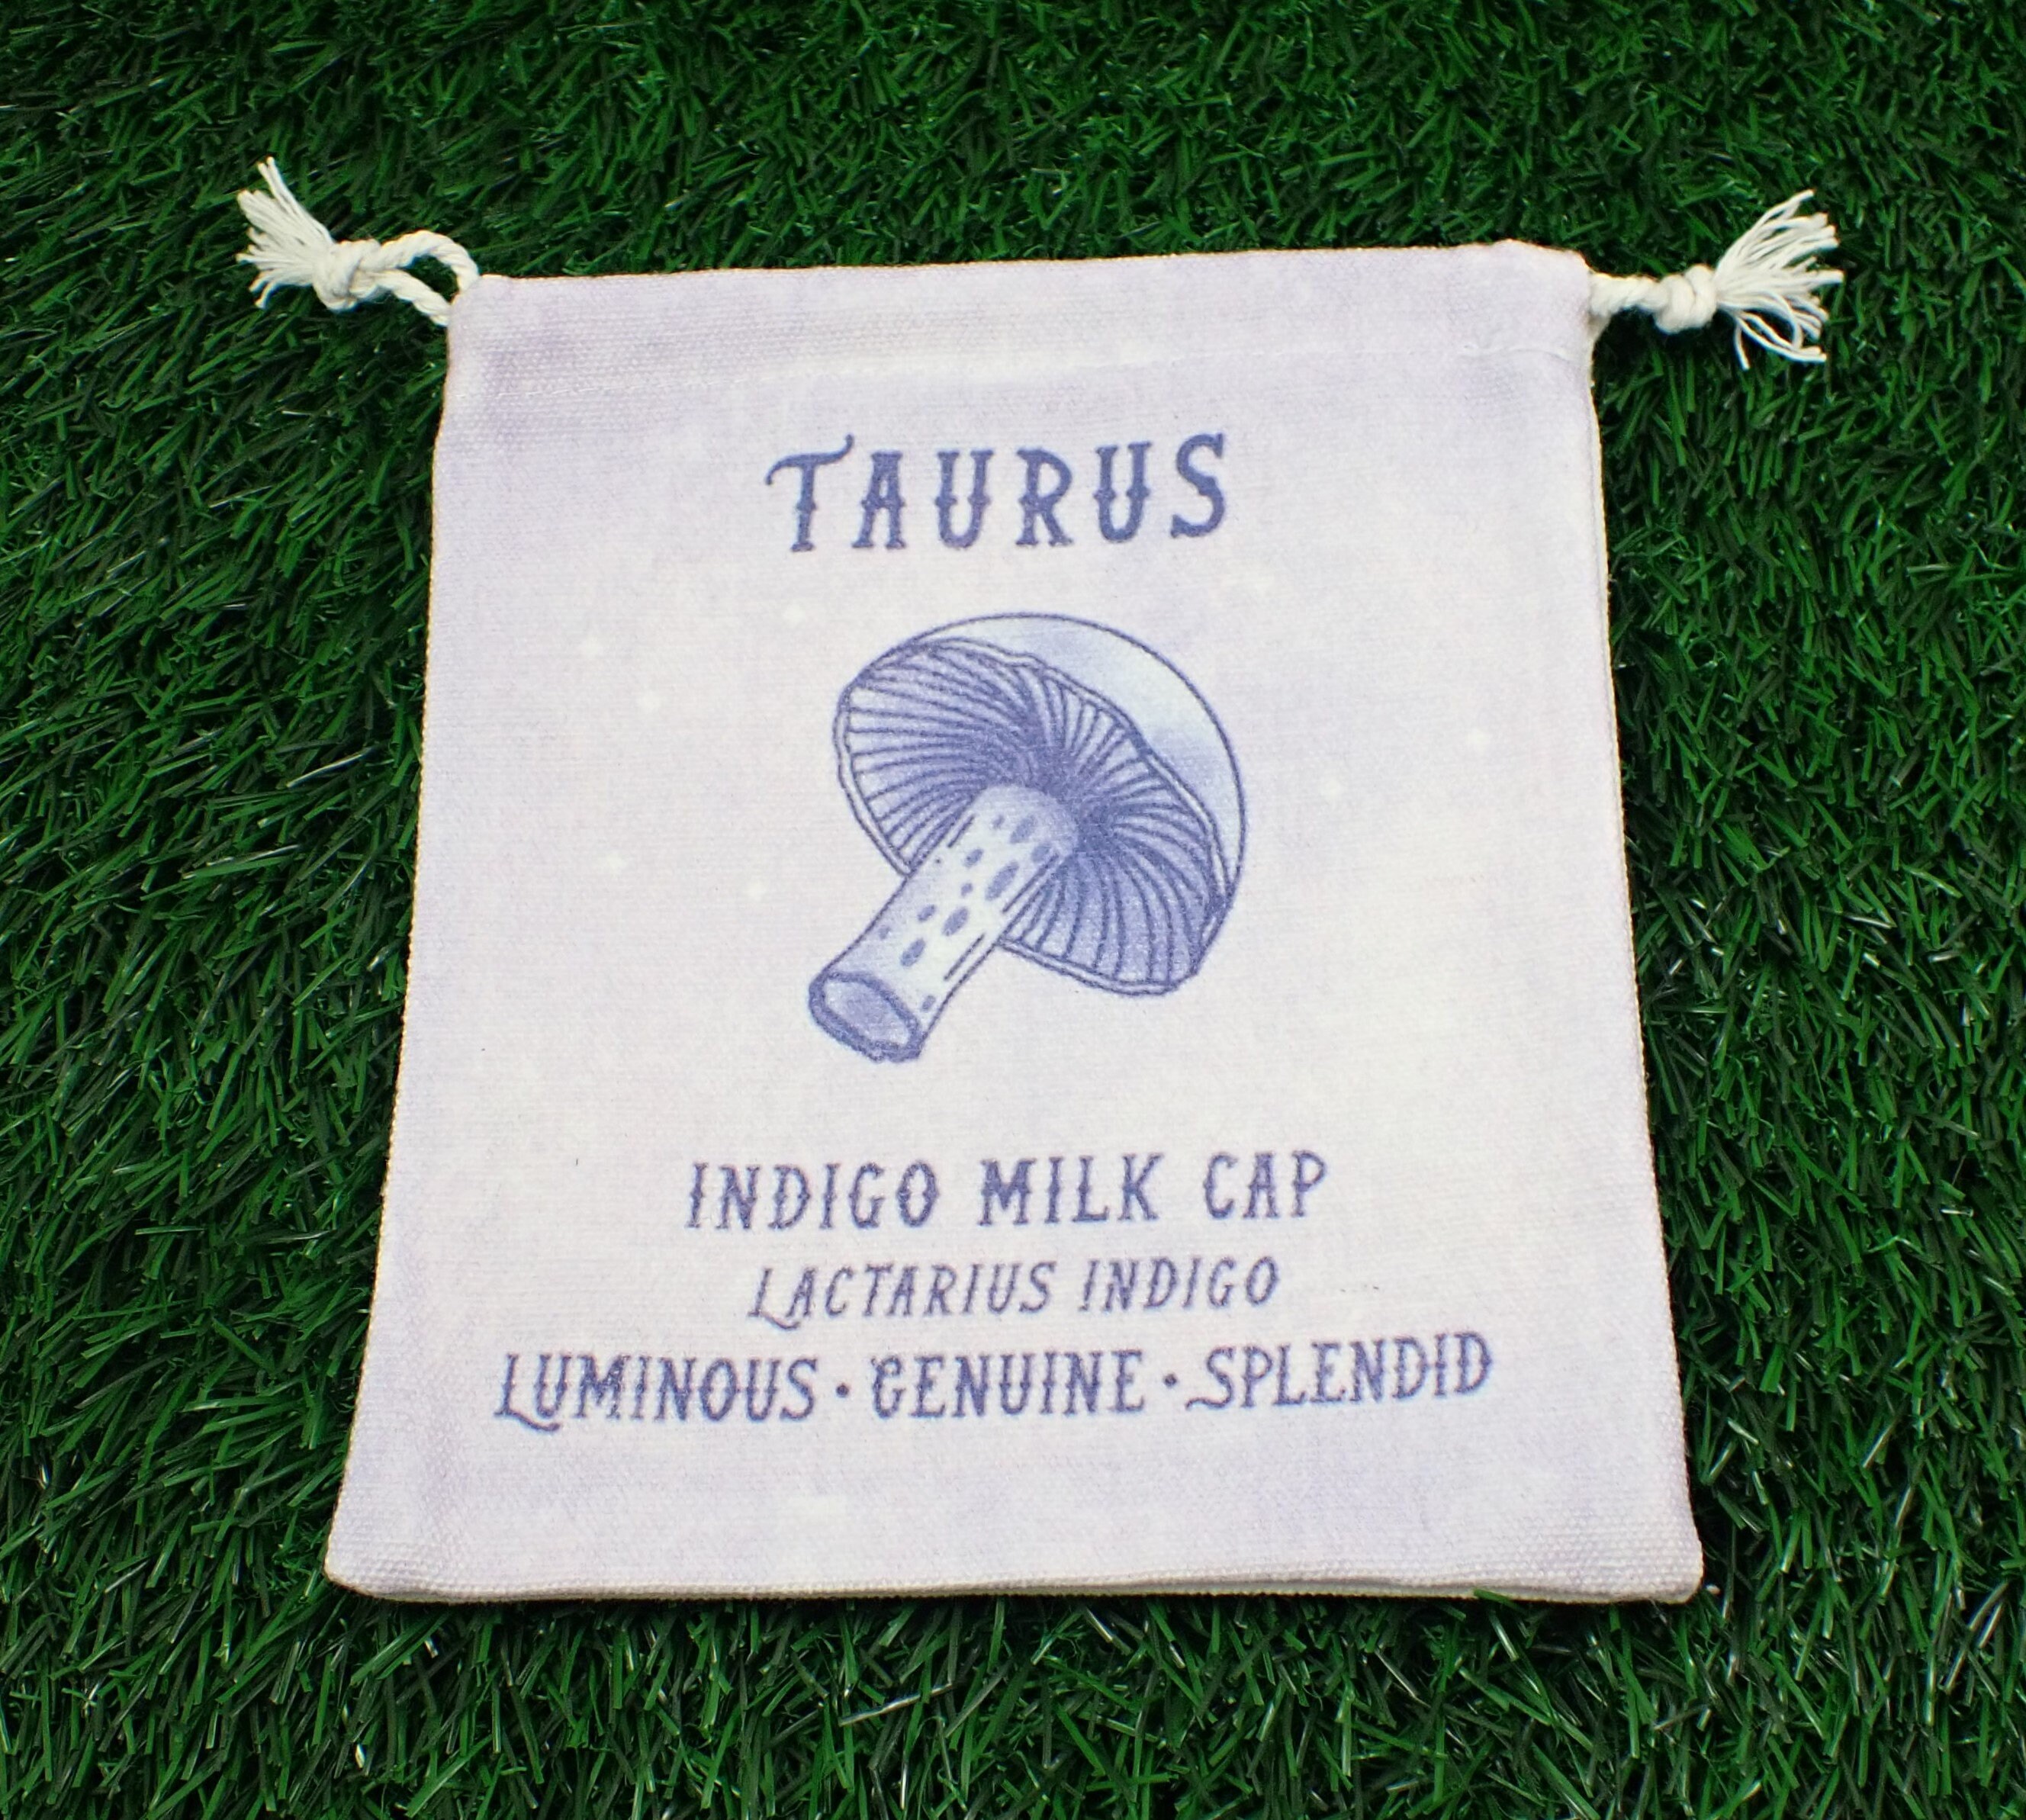 TAURUS
INDIGO MILK CAP
LACTARIUS INDIGO
LUMINOUS · GENUINE · SPLENDID